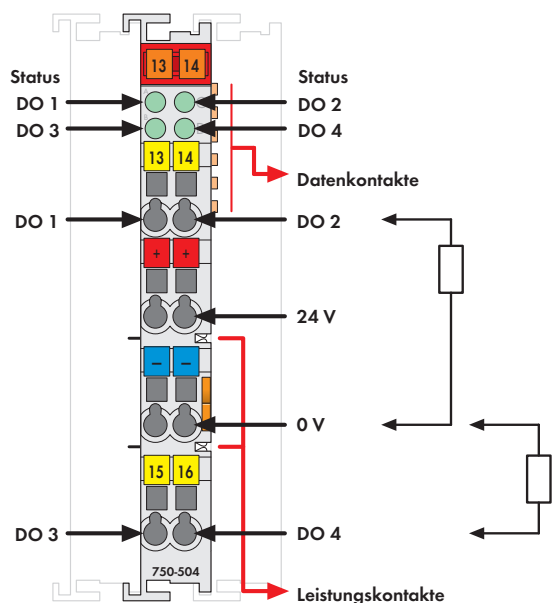 13 14
Status Status
DO 1 DO 2
DO 3 DO 4
13 14
Datenkontakte
DO 1 DO 2
+ +
24 V
– –
0 V
15 16
DO 3 DO 4
750-504
Leistungskontakte